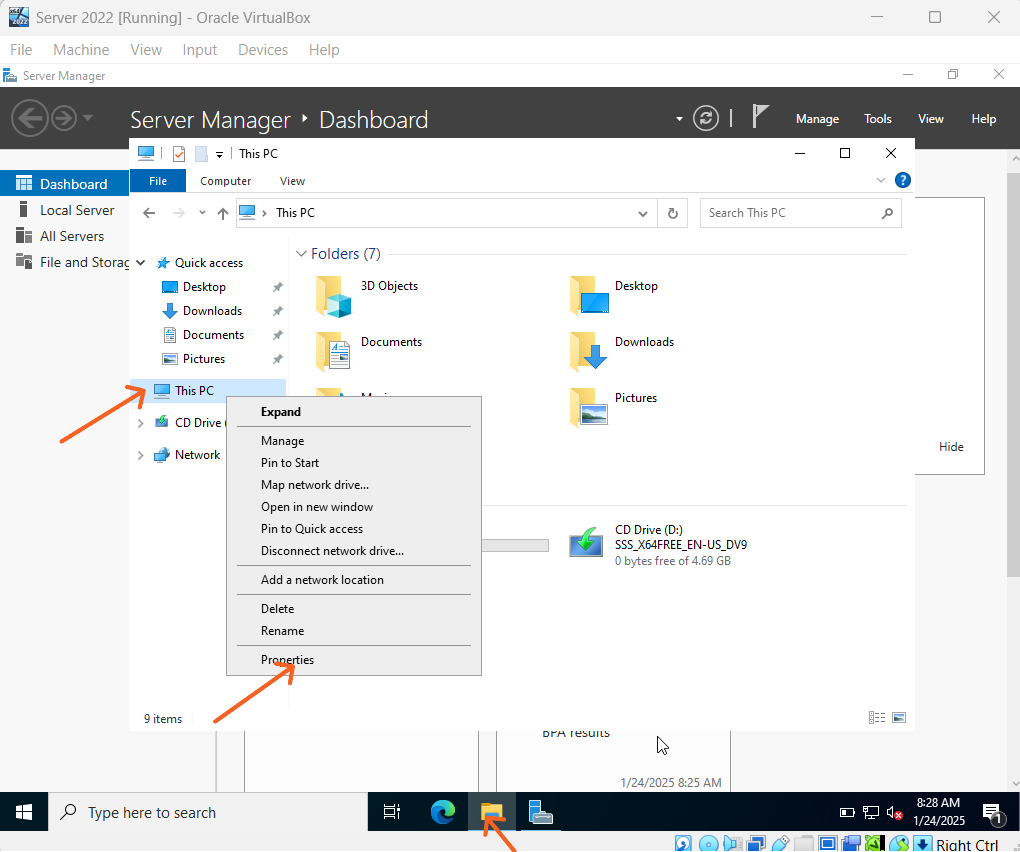 Server 2022 [Running] - Oracle VirtualBox
File Machine View Input Devices Help
Server Manager
Server Manager Dashboard
Manage Tools View Help
This PC
File Computer View
This PC
Search This PC
Dashboard
Local Server
All Servers
File and Storag
Quick access
Desktop
Downloads
Documents
Pictures
This PC
CD Drive (
Network
Folders (7)
3D Objects
Desktop
Documents
Downloads
Pictures
Expand
Manage
Pin to Start
Map network drive...
Open in new window
Pin to Quick access
Disconnect network drive...
Add a network location
Delete
Rename
Properties
CD Drive (D:)
SSS_X64FREE_EN-US_DV9
0 bytes free of 4.69 GB
Hide
9 items
BPA results
1/24/2025 8:25 AM
Type here to search
8:28 AM
1/24/2025
1
Right Ctrl